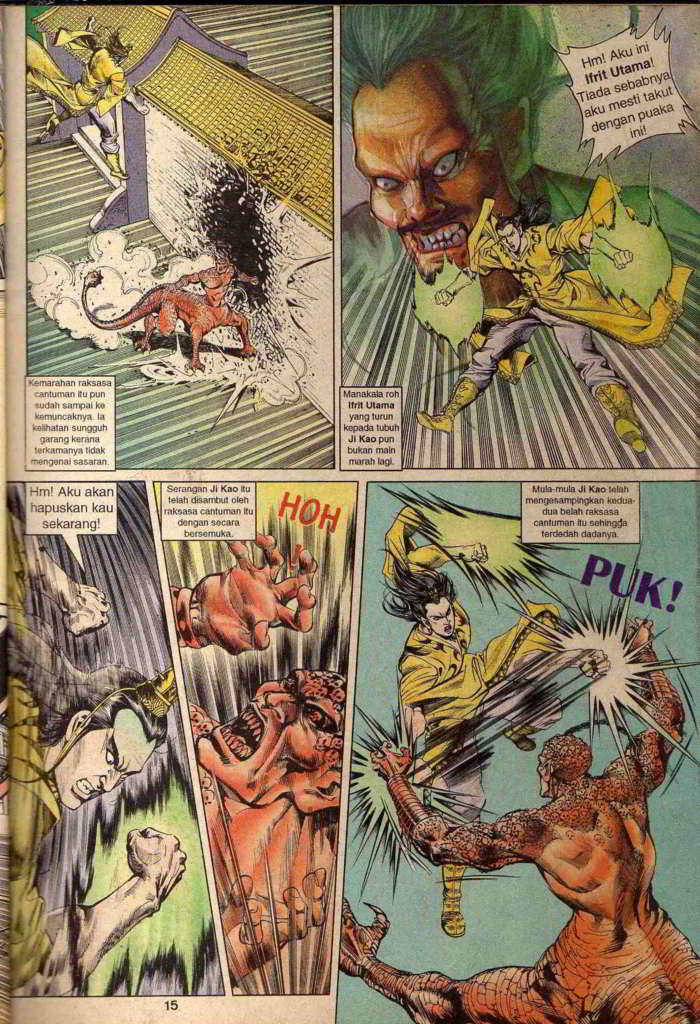 Kemarahan raksasa
cantuman itu pun
sudah sampai ke
kemuncaknya. Ia
kelihatan sungguh
garang kerana
terkamanya tidak
mengenai sasaran.
Hm! Aku ini
Ifrit Utama!
Tiada sebabnya
aku mesti takut
dengan puaka
ini!
Manakala roh
Ifrit Utama
yang turun
kepada tubuh
Ji Kao pun
bukan main
marah lagi.
Hm! Aku akan
hapuskan kau
sekarang!
Serangan Ji Kao itu
telah disambut oleh
raksasa cantuman itu
dengan secara
bersemuka.
HOH
!
Mula-mula Ji Kao telah
mengesampingkan kedua-
dua belah raksasa
cantuman itu sehingga
terdedah dadanya.
PUK!
15